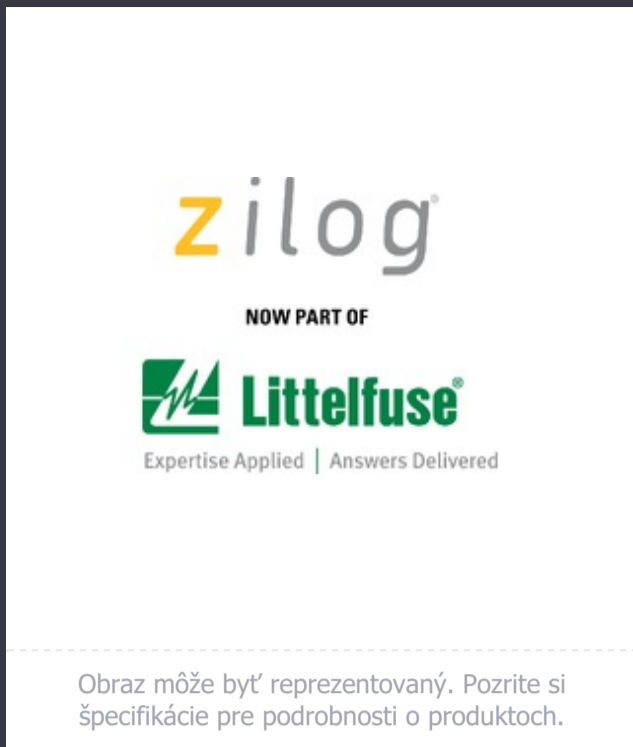 zilog®
NOW PART OF
Littelfuse®
Expertise Applied | Answers Delivered
Obraz môže byť reprezentovaný. Pozrite si
špecifikácie pre podrobnosti o produktoch.